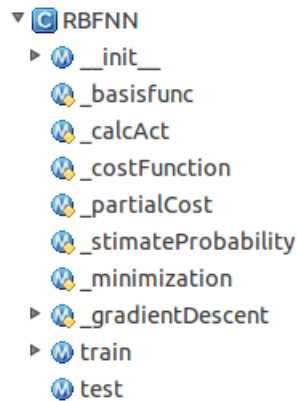 RBFNN
__init__
_basisfunc
_calcAct
_costFunction
_partialCost
_stimateProbability
_minimization
_gradientDescent
train
test